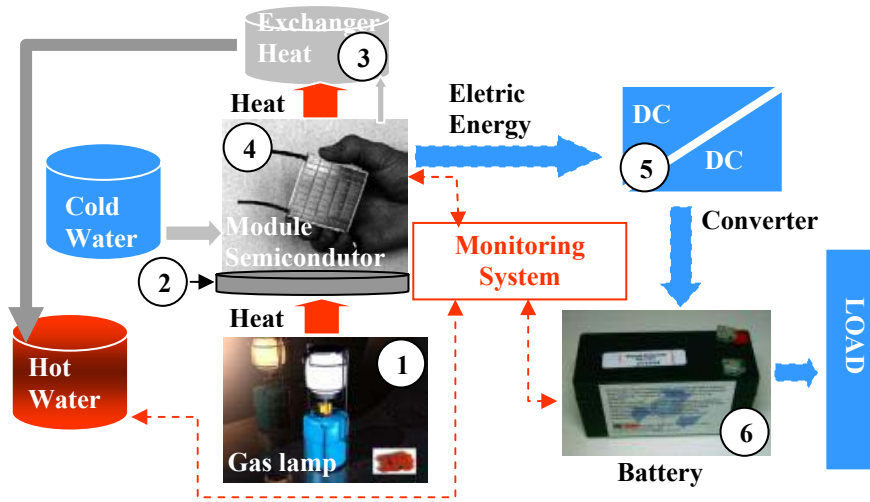 Exchanger
Heat
3
Heat
Eletric
Energy
DC
DC
5
4
Cold
Water
Module
Semicondutor
Converter
Monitoring
System
2
Heat
LOAD
1
Hot
Water
Gas lamp
6
Battery